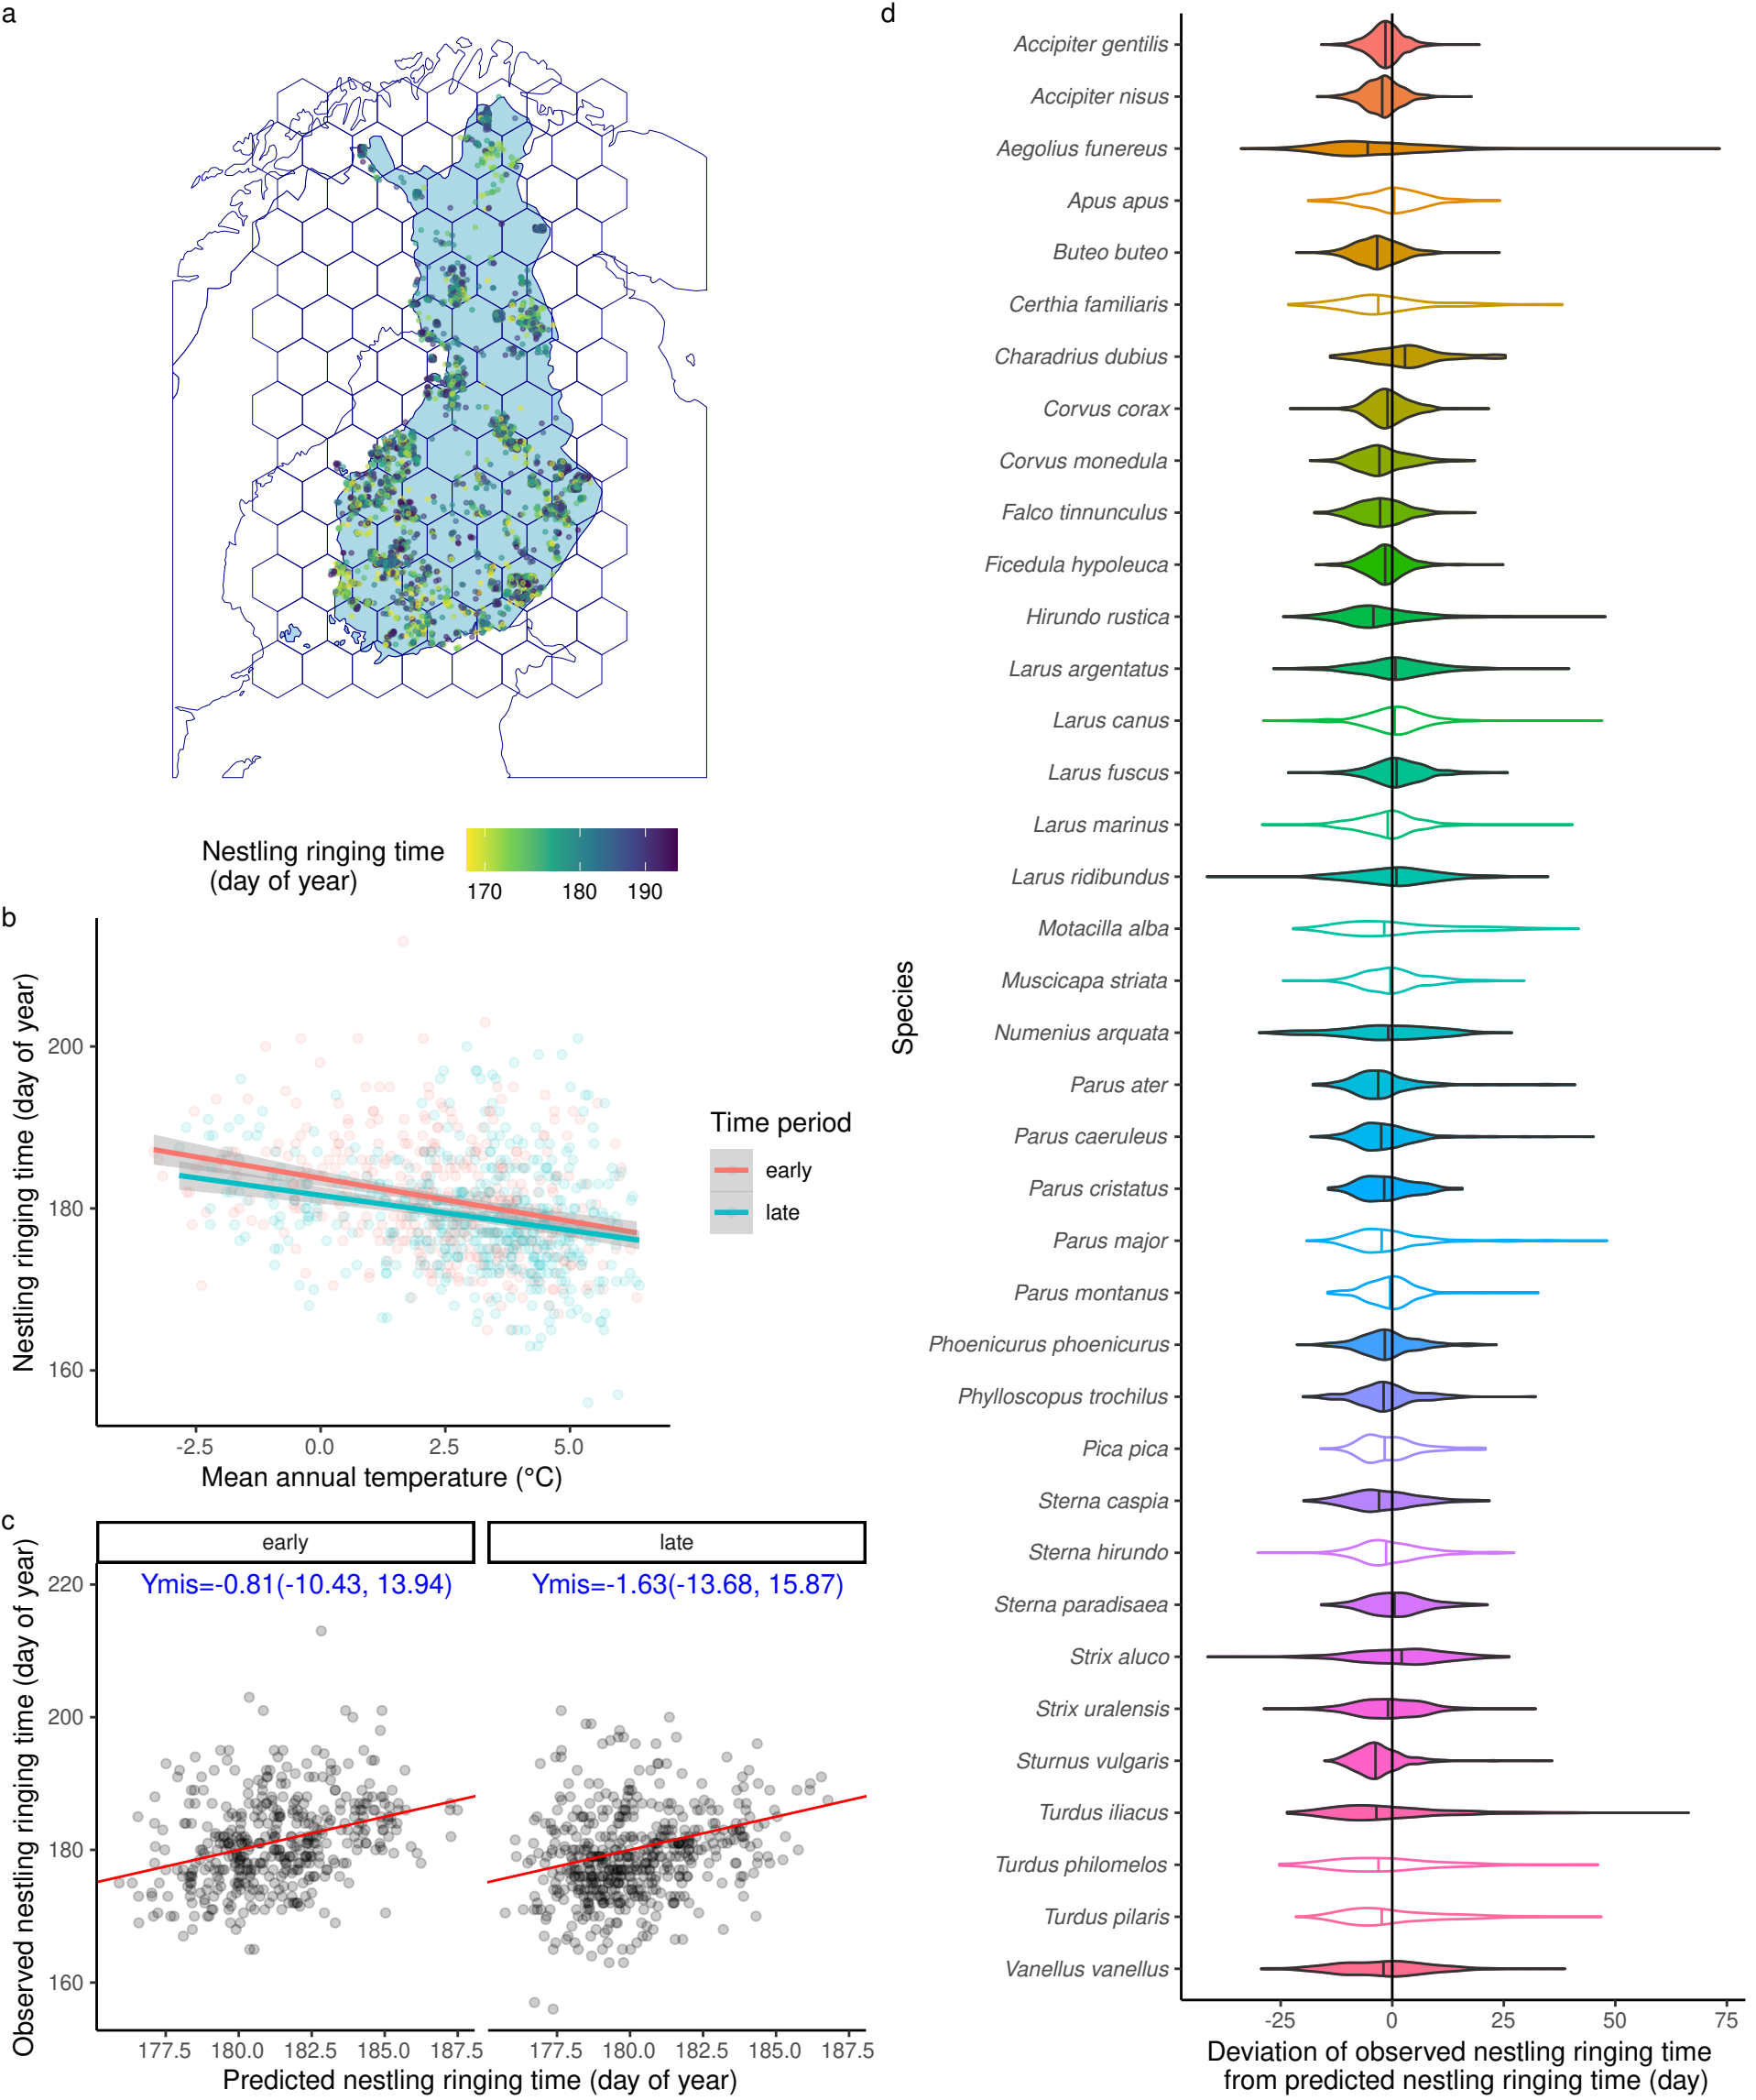 a
Nestling ringing time
(day of year)
170 180 190
b
Nestling ringing time (day of year)
200
180
160
-2.5 0.0 2.5 5.0
Mean annual temperature (°C)
Time period
early
late
c
early late
Ymis=-0.81(-10.43, 13.94) Ymis=-1.63(-13.68, 15.87)
Observed nestling ringing time (day of year)
220
200
180
160
177.5 180.0 182.5 185.0 187.5 177.5 180.0 182.5 185.0 187.5
Predicted nestling ringing time (day of year)
d
Species
Accipiter gentilis
Accipiter nisus
Aegolius funereus
Apus apus
Buteo buteo
Certhia familiaris
Charadrius dubius
Corvus corax
Corvus monedula
Falco tinnunculus
Ficedula hypoleuca
Hirundo rustica
Larus argentatus
Larus canus
Larus fuscus
Larus marinus
Larus ridibundus
Motacilla alba
Muscicapa striata
Numenius arquata
Parus ater
Parus caeruleus
Parus cristatus
Parus major
Parus montanus
Phoenicurus phoenicurus
Phylloscopus trochilus
Pica pica
Sterna caspia
Sterna hirundo
Sterna paradisaea
Strix aluco
Strix uralensis
Sturnus vulgaris
Turdus iliacus
Turdus philomelos
Turdus pilaris
Vanellus vanellus
-25 0 25 50 75
Deviation of observed nestling ringing time
from predicted nestling ringing time (day)